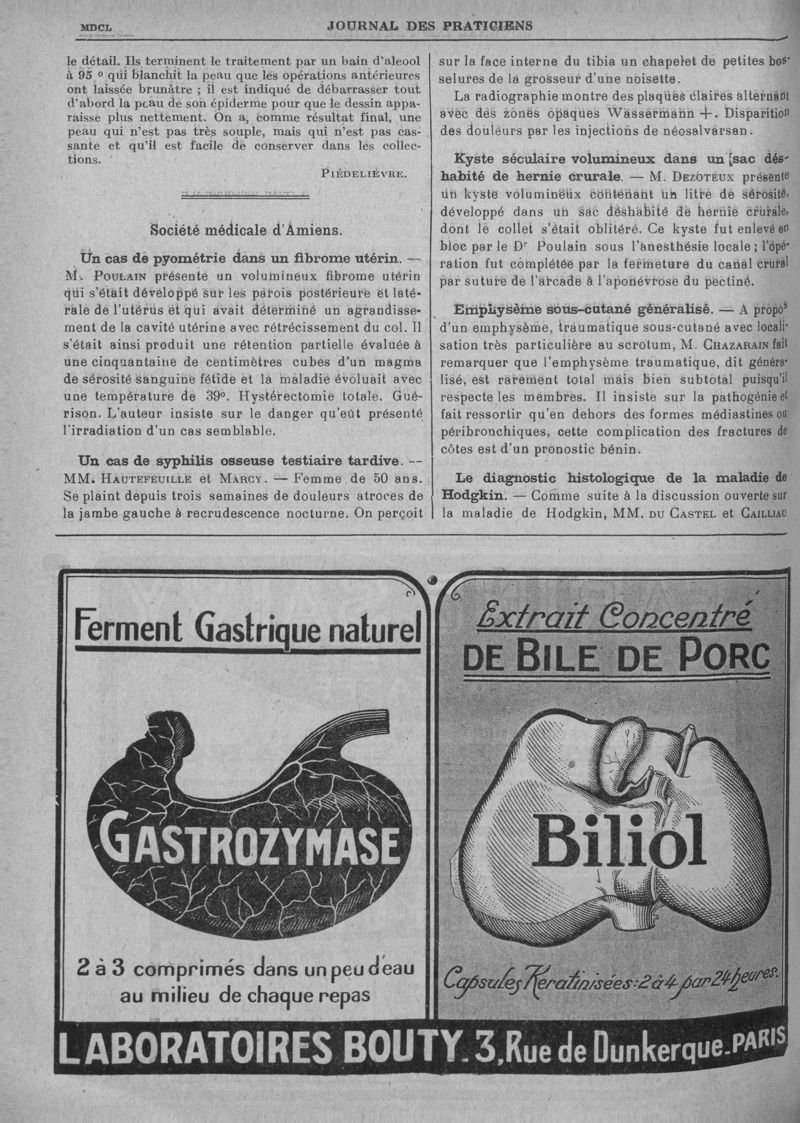 MDCL
JOURNAL DES PRATICIENS
le détail. Ils terminent le traitement par un bain d'alcool
à 95 º qui blanchit la peau que les opérations antérieures
ont laissée brunâtre ; il est indiqué de débarrasser tout
d'abord la peau de son épiderme pour que le dessin appa-
raisse plus nettement. On a, comme résultat final, une
peau qui n'est pas très souple, mais qui n'est pas cas-
sante et qu'il est facile de conserver dans les collec-
tions.
PIÉDELIÈVRE.
Société médicale d'Amiens.
Un cas de pyométrie dans un fibrome utérin. —
M. POULAIN présente un volumineux fibrome utérin
qui s'était développé sur les parois postérieure et laté-
rale de l'utérus et qui avait déterminé un agrandisse-
ment de la cavité utérine avec rétrécissement du col. Il
s'était ainsi produit une rétention partielle évaluée à
une cinquantaine de centimètres cubes d'un magma
de sérosité sanguine fétide et la maladie évoluait avec
une température de 39º. Hystérectomie totale. Gué-
rison. L'auteur insiste sur le danger qu'eût présenté
l'irradiation d'un cas semblable.
Un cas de syphilis osseuse testiaire tardive. --
MM. HAUTEFEUILLE et MARCY. — Femme de 50 ans.
Se plaint depuis trois semaines de douleurs atroces de
la jambe gauche à recrudescence nocturne. On perçoit
sur la face interne du tibia un chapelet de petites bos-
selures de la grosseur d'une noisette.
La radiographie montre des plaques claires alternant
avec des zones opaques Wassermann +. Disparition
des douleurs par les injections de néosalvarsan.
Kyste séculaire volumineux dans un [sac dés-
habité de hernie crurale. — M. DEZOTEUX présente
un kyste volumineux contenant un litre de sérosité,
développé dans un sac déshabité de hernie crurale,
dont le collet s'était oblitéré. Ce kyste fut enlevé en
bloc par le Dr Poulain sous l'anesthésie locale ; l'opé-
ration fut complétée par la fermeture du canal crural
par suture de l'arcade à l'aponévrose du pectiné.
Emphysème sous-cutané généralisé. — A propos
d'un emphysème, traumatique sous-cutané avec locali-
sation très particulière au scrotum, M. CHAZARAIN fait
remarquer que l'emphysème traumatique, dit généra-
lisé, est rarement total mais bien subtotal puisqu'il
respecte les membres. Il insiste sur la pathogénie et
fait ressortir qu'en dehors des formes médiastines ou
péribronchiques, cette complication des fractures de
côtes est d'un pronostic bénin.
Le diagnostic histologique de la maladie de
Hodgkin. — Comme suite à la discussion ouverte sur
la maladie de Hodgkin, MM. DU CASTEL et CAILLIAU
Ferment Gastrique naturel
GASTROZYMASE
2 à 3 comprimés dans un peu d'eau
au milieu de chaque repas
Extrait Concentré
DE BILE DE PORC
Biliol
Capsules Kératinisées: 2 à 4 par 24 heures.
LABORATOIRES BOUTY. 3, Rue de Dunkerque. PARIS